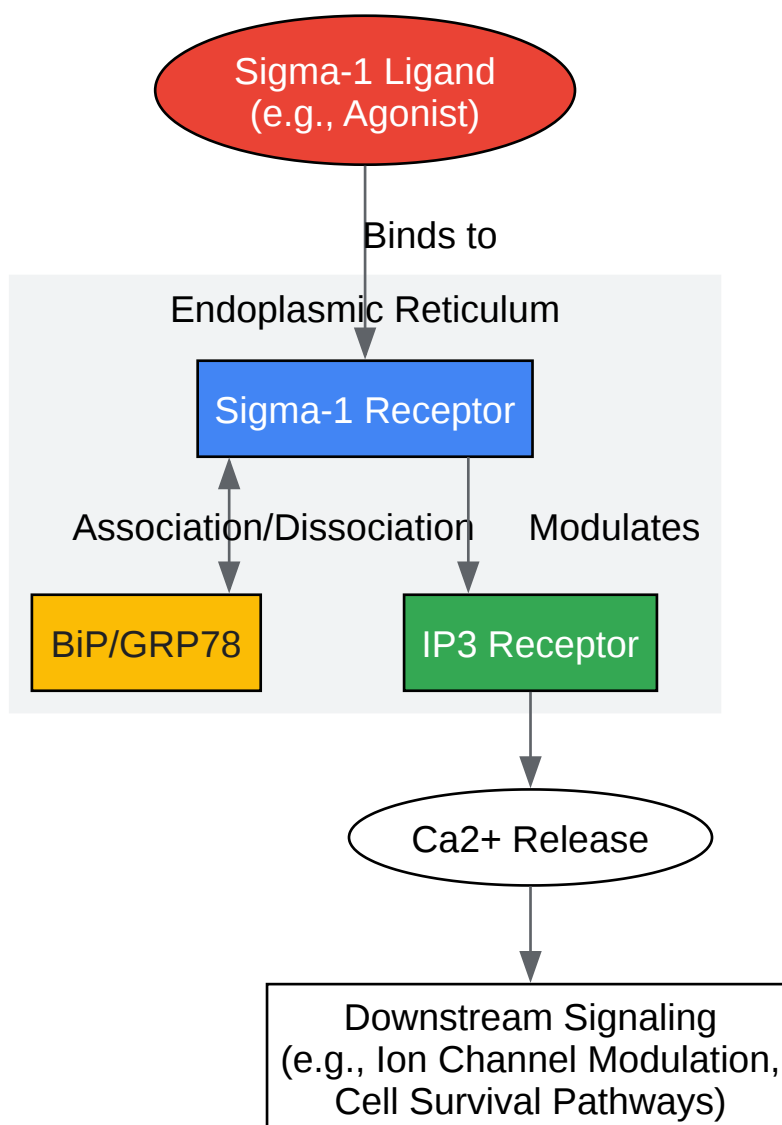 Sigma-1 Ligand
(e.g., Agonist)
Binds to
Endoplasmic Reticulum
Sigma-1 Receptor
Association/Dissociation
Modulates
BiP/GRP78
IP3 Receptor
Ca2+ Release
Downstream Signaling
(e.g., Ion Channel Modulation,
Cell Survival Pathways)